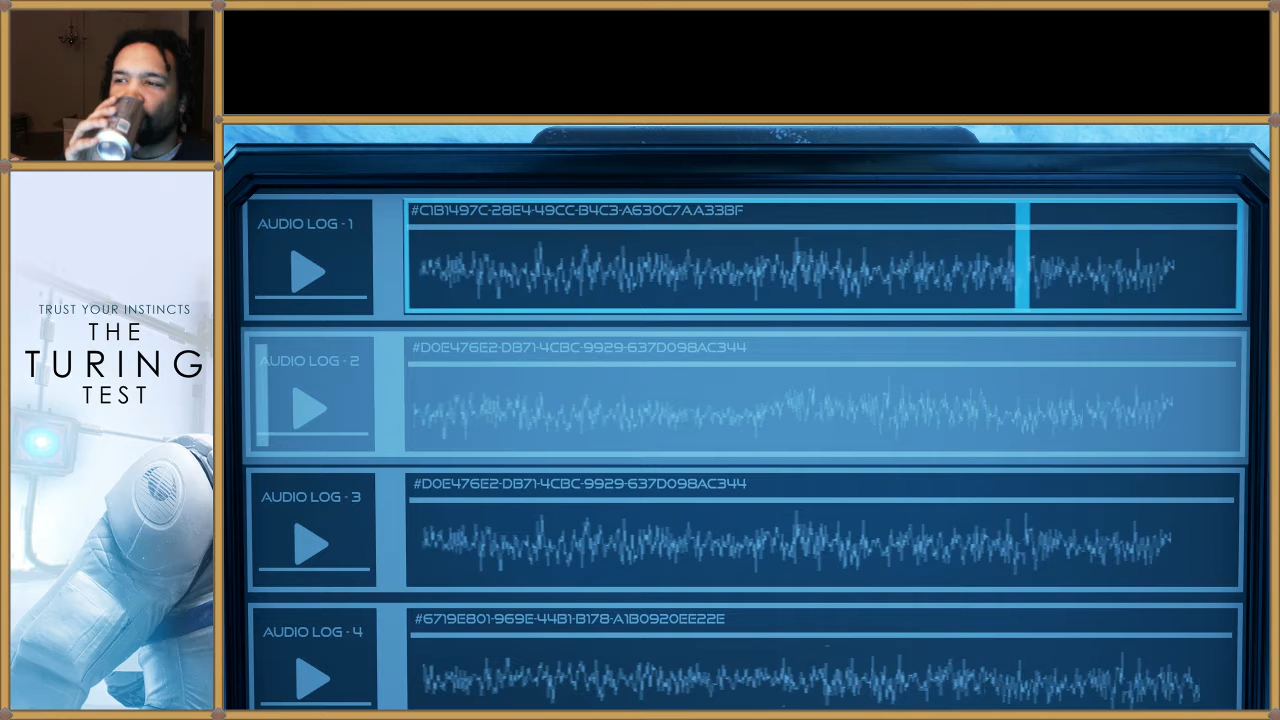 TRUST YOUR INSTINCTS
THE
TURING
TEST
AUDIO LOG - 1
#C1B1497C-28E4-49CC-B4C3-A630C7AA33BF
AUDIO LOG - 2
#D0E476E2-DB71-4CBC-9929-637D098AC344
AUDIO LOG - 3
#D0E476E2-DB71-4CBC-9929-637D098AC344
AUDIO LOG - 4
#6719E801-969E-44B1-B178-A1B0920EE22E